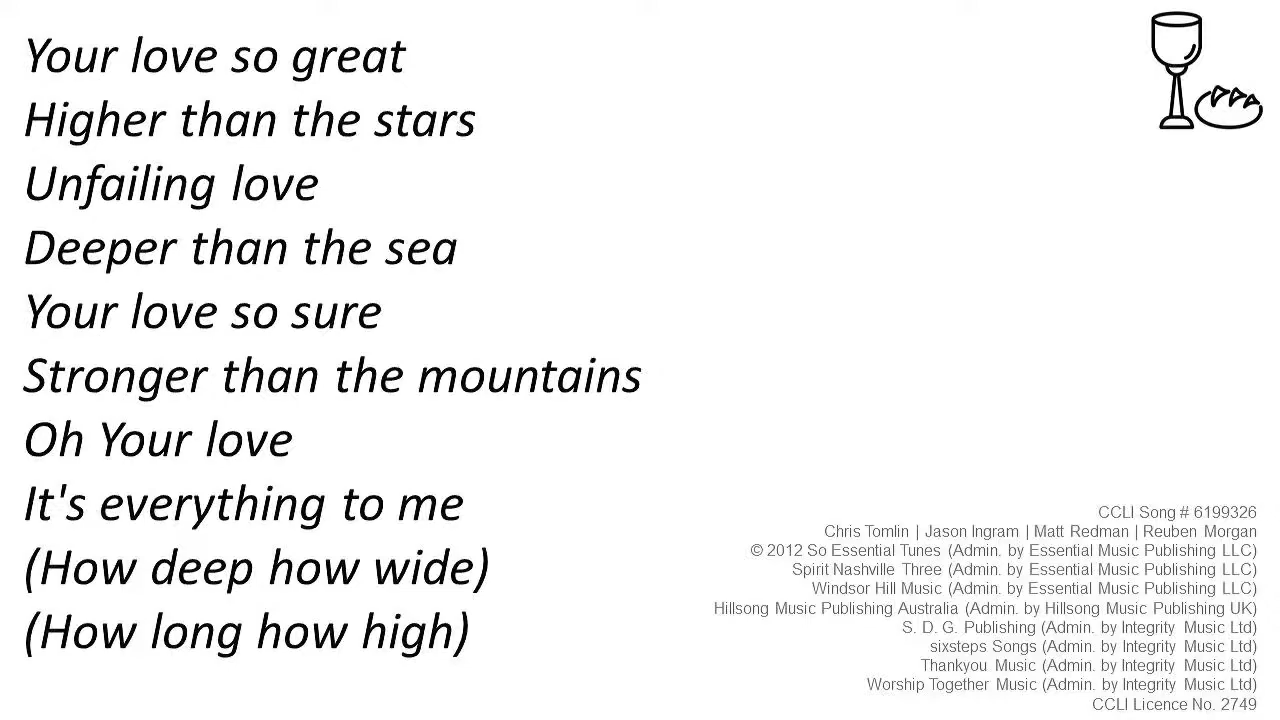 Your love so great
Higher than the stars
Unfailing love
Deeper than the sea
Your love so sure
Stronger than the mountains
Oh Your love
It's everything to me
(How deep how wide)
(How long how high)
CCLI Song # 6199326
Chris Tomlin | Jason Ingram | Matt Redman | Reuben Morgan
© 2012 So Essential Tunes (Admin. by Essential Music Publishing LLC)
Spirit Nashville Three (Admin. by Essential Music Publishing LLC)
Windsor Hill Music (Admin. by Essential Music Publishing LLC)
Hillsong Music Publishing Australia (Admin. by Hillsong Music Publishing UK)
S. D. G. Publishing (Admin. by Integrity Music Ltd)
sixsteps Songs (Admin. by Integrity Music Ltd)
Thankyou Music (Admin. by Integrity Music Ltd)
Worship Together Music (Admin. by Integrity Music Ltd)
CCLI Licence No. 2749